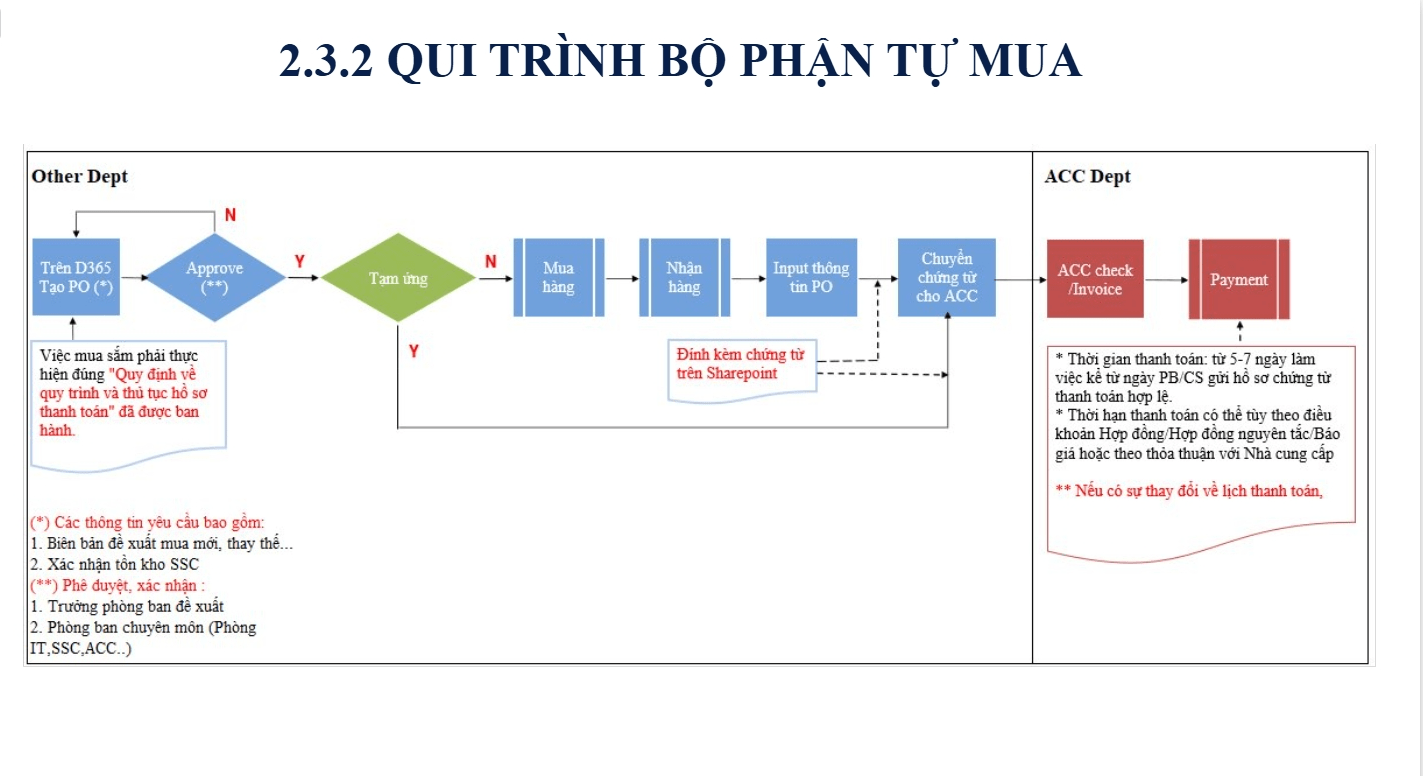 2.3.2 QUI TRÌNH BỘ PHẬN TỰ MUA
Other Dept
ACC Dept
N
Trên D365
Tạo PO (*)
Approve
(**)
Y
Tạm ứng
N
Y
Mua
hàng
Nhận
hàng
Input thông
tin PO
Chuyển
chứng từ
cho ACC
ACC check
/Invoice
Payment
Việc mua sắm phải thực
hiện đúng "Quy định về
quy trình và thủ tục hồ sơ
thanh toán" đã được ban
hành.
Đính kèm chứng từ
trên Sharepoint
* Thời gian thanh toán: từ 5-7 ngày làm
việc kể từ ngày PB/CS gửi hồ sơ chứng từ
thanh toán hợp lệ.
* Thời hạn thanh toán có thể tùy theo điều
khoản Hợp đồng/Hợp đồng nguyên tắc/Báo
giá hoặc theo thỏa thuận với Nhà cung cấp
** Nếu có sự thay đổi về lịch thanh toán,
(*) Các thông tin yêu cầu bao gồm:
1. Biên bản đề xuất mua mới, thay thế...
2. Xác nhận tồn kho SSC
(**) Phê duyệt, xác nhận :
1. Trưởng phòng ban đề xuất
2. Phòng ban chuyên môn (Phòng
IT,SSC,ACC..)